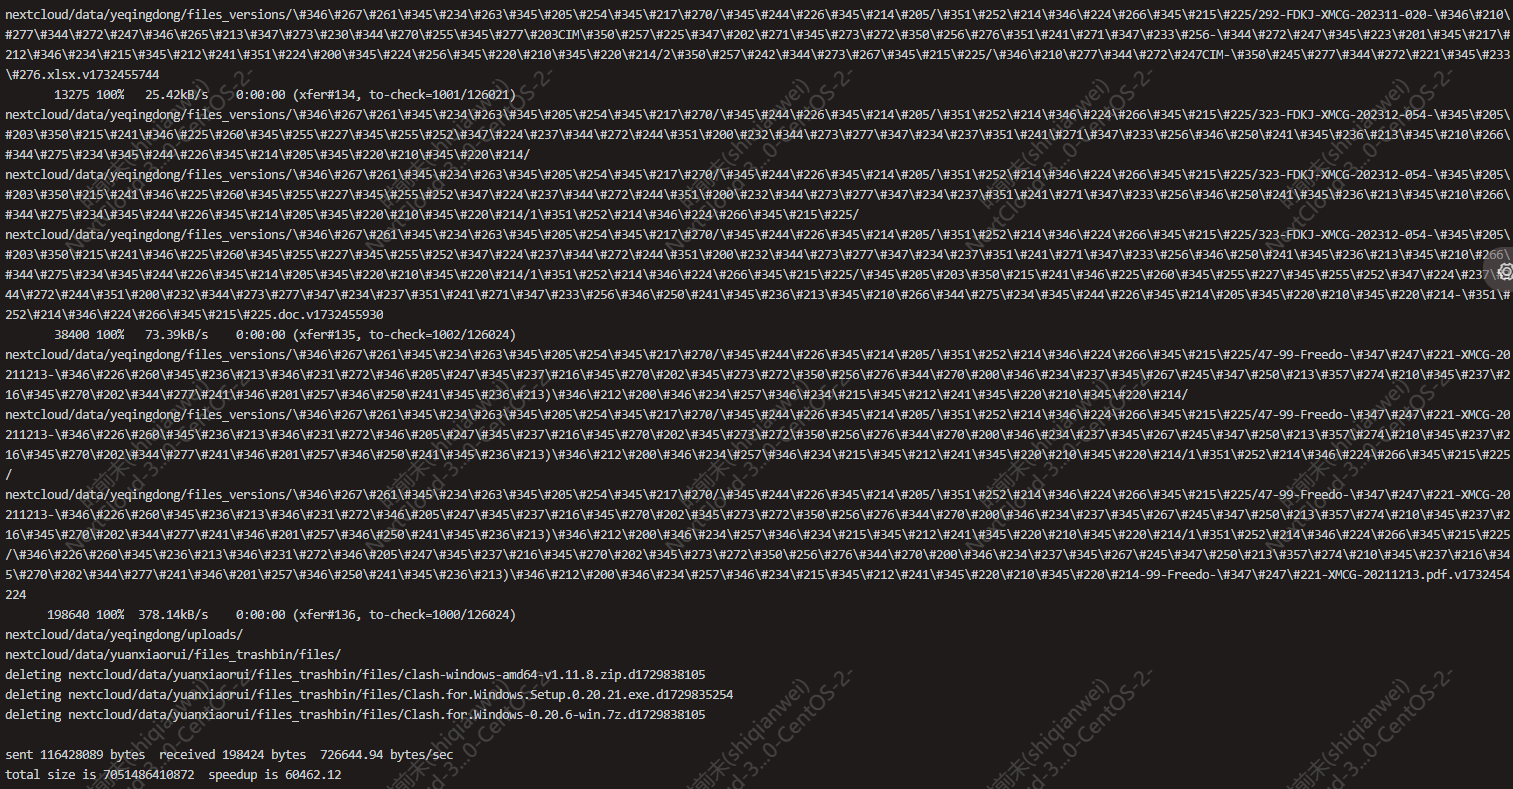 nextcloud/data/yeqingdong/files_versions/\#346\#267\#261\#345\#234\#263\#345\#205\#254\#345\#217\#270/\#345\#244\#226\#345\#214\#205/\#351\#252\#214\#346\#224\#266\#345\#215\#225/292-FDKJ-XMCG-202311-020-\#346\#210\
#277\#344\#272\#247\#346\#265\#213\#347\#273\#230\#344\#270\#255\#345\#277\#203CIM\#350\#257\#225\#347\#202\#271\#345\#273\#272\#350\#256\#276\#351\#241\#271\#347\#233\#256-\#344\#272\#247\#345\#223\#201\#345\#217\#
212\#346\#234\#215\#345\#212\#241\#351\#224\#200\#345\#224\#256\#345\#220\#210\#345\#220\#214/2\#350\#257\#242\#344\#273\#267\#345\#215\#225/\#346\#210\#277\#344\#272\#247CIM-\#350\#245\#277\#344\#272\#221\#345\#233
\#276.xlsx.v1732455744
13275 100%   25.42kB/s    0:00:00 (xfer#134, to-check=1001/126021)
nextcloud/data/yeqingdong/files_versions/\#346\#267\#261\#345\#234\#263\#345\#205\#254\#345\#217\#270/\#345\#244\#226\#345\#214\#205/\#351\#252\#214\#346\#224\#266\#345\#215\#225/323-FDKJ-XMCG-202312-054-\#345\#205\
#203\#350\#215\#241\#346\#225\#260\#345\#255\#227\#345\#255\#252\#347\#224\#237\#344\#272\#244\#351\#200\#232\#344\#273\#277\#347\#234\#237\#351\#241\#271\#347\#233\#256\#346\#250\#241\#345\#236\#213\#345\#210\#266\
#344\#275\#234\#345\#244\#226\#345\#214\#205\#345\#220\#210\#345\#220\#214/
nextcloud/data/yeqingdong/files_versions/\#346\#267\#261\#345\#234\#263\#345\#205\#254\#345\#217\#270/\#345\#244\#226\#345\#214\#205/\#351\#252\#214\#346\#224\#266\#345\#215\#225/323-FDKJ-XMCG-202312-054-\#345\#205\
#203\#350\#215\#241\#346\#225\#260\#345\#255\#227\#345\#255\#252\#347\#224\#237\#344\#272\#244\#351\#200\#232\#344\#273\#277\#347\#234\#237\#351\#241\#271\#347\#233\#256\#346\#250\#241\#345\#236\#213\#345\#210\#266\
#344\#275\#234\#345\#244\#226\#345\#214\#205\#345\#220\#210\#345\#220\#214/1\#351\#252\#214\#346\#224\#266\#345\#215\#225/
nextcloud/data/yeqingdong/files_versions/\#346\#267\#261\#345\#234\#263\#345\#205\#254\#345\#217\#270/\#345\#244\#226\#345\#214\#205/\#351\#252\#214\#346\#224\#266\#345\#215\#225/323-FDKJ-XMCG-202312-054-\#345\#205\
#203\#350\#215\#241\#346\#225\#260\#345\#255\#227\#345\#255\#252\#347\#224\#237\#344\#272\#244\#351\#200\#232\#344\#273\#277\#347\#234\#237\#351\#241\#271\#347\#233\#256\#346\#250\#241\#345\#236\#213\#345\#210\#266\
#344\#275\#234\#345\#244\#226\#345\#214\#205\#345\#220\#210\#345\#220\#214/1\#351\#252\#214\#346\#224\#266\#345\#215\#225/\#345\#205\#203\#350\#215\#241\#346\#225\#260\#345\#255\#227\#345\#255\#252\#347\#224\#237\#3
44\#272\#244\#351\#200\#232\#344\#273\#277\#347\#234\#237\#351\#241\#271\#347\#233\#256\#346\#250\#241\#345\#236\#213\#345\#210\#266\#344\#275\#234\#345\#244\#226\#345\#214\#205\#345\#220\#210\#345\#220\#214-\#351\#
252\#214\#346\#224\#266\#345\#215\#225.doc.v1732455930
38400 100%   73.39kB/s    0:00:00 (xfer#135, to-check=1002/126024)
nextcloud/data/yeqingdong/files_versions/\#346\#267\#261\#345\#234\#263\#345\#205\#254\#345\#217\#270/\#345\#244\#226\#345\#214\#205/\#351\#252\#214\#346\#224\#266\#345\#215\#225/47-99-Freedo-\#347\#247\#221-XMCG-20
211213-\#346\#226\#260\#345\#236\#213\#346\#231\#272\#346\#205\#247\#345\#237\#216\#345\#270\#202\#345\#273\#272\#350\#256\#276\#344\#270\#200\#346\#234\#237\#345\#267\#245\#347\#250\#213\#357\#274\#210\#345\#237\#2
16\#345\#270\#202\#344\#277\#241\#346\#201\#257\#346\#250\#241\#345\#236\#213)\#346\#212\#200\#346\#234\#257\#346\#234\#215\#345\#212\#241\#345\#220\#210\#345\#220\#214/
nextcloud/data/yeqingdong/files_versions/\#346\#267\#261\#345\#234\#263\#345\#205\#254\#345\#217\#270/\#345\#244\#226\#345\#214\#205/\#351\#252\#214\#346\#224\#266\#345\#215\#225/47-99-Freedo-\#347\#247\#221-XMCG-20
211213-\#346\#226\#260\#345\#236\#213\#346\#231\#272\#346\#205\#247\#345\#237\#216\#345\#270\#202\#345\#273\#272\#350\#256\#276\#344\#270\#200\#346\#234\#237\#345\#267\#245\#347\#250\#213\#357\#274\#210\#345\#237\#2
16\#345\#270\#202\#344\#277\#241\#346\#201\#257\#346\#250\#241\#345\#236\#213)\#346\#212\#200\#346\#234\#257\#346\#234\#215\#345\#212\#241\#345\#220\#210\#345\#220\#214/1\#351\#252\#214\#346\#224\#266\#345\#215\#225
/
nextcloud/data/yeqingdong/files_versions/\#346\#267\#261\#345\#234\#263\#345\#205\#254\#345\#217\#270/\#345\#244\#226\#345\#214\#205/\#351\#252\#214\#346\#224\#266\#345\#215\#225/47-99-Freedo-\#347\#247\#221-XMCG-20
211213-\#346\#226\#260\#345\#236\#213\#346\#231\#272\#346\#205\#247\#345\#237\#216\#345\#270\#202\#345\#273\#272\#350\#256\#276\#344\#270\#200\#346\#234\#237\#345\#267\#245\#347\#250\#213\#357\#274\#210\#345\#237\#2
16\#345\#270\#202\#344\#277\#241\#346\#201\#257\#346\#250\#241\#345\#236\#213)\#346\#212\#200\#346\#234\#257\#346\#234\#215\#345\#212\#241\#345\#220\#210\#345\#220\#214/1\#351\#252\#214\#346\#224\#266\#345\#215\#225
/\#346\#226\#260\#345\#236\#213\#346\#231\#272\#346\#205\#247\#345\#237\#216\#345\#270\#202\#345\#273\#272\#350\#256\#276\#344\#270\#200\#346\#234\#237\#345\#267\#245\#347\#250\#213\#357\#274\#210\#345\#237\#216\#34
5\#270\#202\#344\#277\#241\#346\#201\#257\#346\#250\#241\#345\#236\#213)\#346\#212\#200\#346\#234\#257\#346\#234\#215\#345\#212\#241\#345\#220\#210\#345\#220\#214-99-Freedo-\#347\#247\#221-XMCG-20211213.pdf.v1732454
224
198640 100%  378.14kB/s    0:00:00 (xfer#136, to-check=1000/126024)
nextcloud/data/yeqingdong/uploads/
nextcloud/data/yuanxiaorui/files_trashbin/files/
deleting nextcloud/data/yuanxiaorui/files_trashbin/files/clash-windows-amd64-v1.11.8.zip.d1729838105
deleting nextcloud/data/yuanxiaorui/files_trashbin/files/Clash.for.Windows.Setup.0.20.21.exe.d1729835254
deleting nextcloud/data/yuanxiaorui/files_trashbin/files/Clash.for.Windows-0.20.6-win.7z.d1729838105
sent 116428089 bytes  received 198424 bytes  726644.94 bytes/sec
total size is 7051486410872  speedup is 60462.12